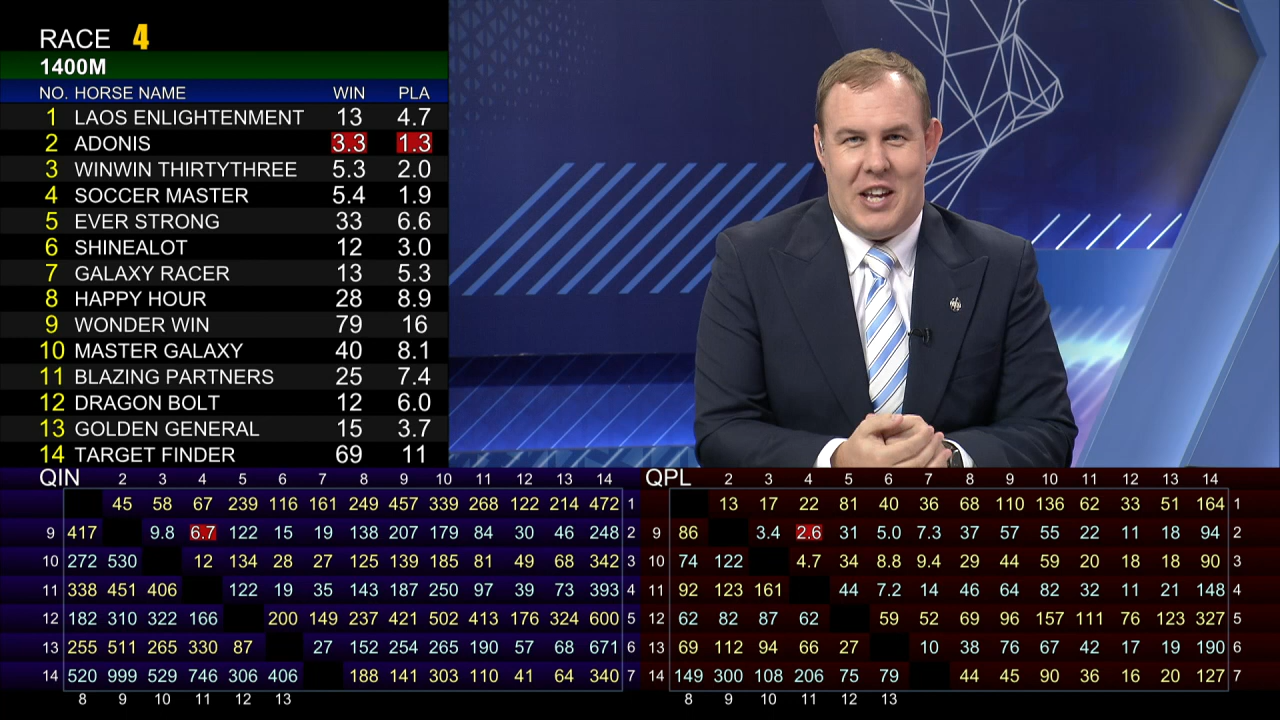 RACE 4
1400M
NO. HORSE NAME WIN PLA
1 LAOS ENLIGHTENMENT 13 4.7
2 ADONIS 3.3 1.3
3 WINWIN THIRTYTHREE 5.3 2.0
4 SOCCER MASTER 5.4 1.9
5 EVER STRONG 33 6.6
6 SHINEALOT 12 3.0
7 GALAXY RACER 13 5.3
8 HAPPY HOUR 28 8.9
9 WONDER WIN 79 16
10 MASTER GALAXY 40 8.1
11 BLAZING PARTNERS 25 7.4
12 DRAGON BOLT 12 6.0
13 GOLDEN GENERAL 15 3.7
14 TARGET FINDER 69 11
QIN 2 3 4 5 6 7 8 9 10 11 12 13 14
45 58 67 239 116 161 249 457 339 268 122 214 472 1
9 417 9.8 6.7 122 15 19 138 207 179 84 30 46 248 2
10 272 530 12 134 28 27 125 139 185 81 49 68 342 3
11 338 451 406 122 19 35 143 187 250 97 39 73 393 4
12 182 310 322 166 200 149 237 421 502 413 176 324 600 5
13 255 511 265 330 87 27 152 254 265 190 57 68 671 6
14 520 999 529 746 306 406 188 141 303 110 41 64 340 7
8 9 10 11 12 13
QPL 2 3 4 5 6 7 8 9 10 11 12 13 14
13 17 22 81 40 36 68 110 136 62 33 51 164 1
9 86 3.4 2.6 31 5.0 7.3 37 57 55 22 11 18 94 2
10 74 122 4.7 34 8.8 9.4 29 44 59 20 18 18 90 3
11 92 123 161 44 7.2 14 46 64 82 32 11 21 148 4
12 62 82 87 62 59 52 69 96 157 111 76 123 327 5
13 69 112 94 66 27 10 38 76 67 42 17 19 190 6
14 149 300 108 206 75 79 44 45 90 36 16 20 127 7
8 9 10 11 12 13